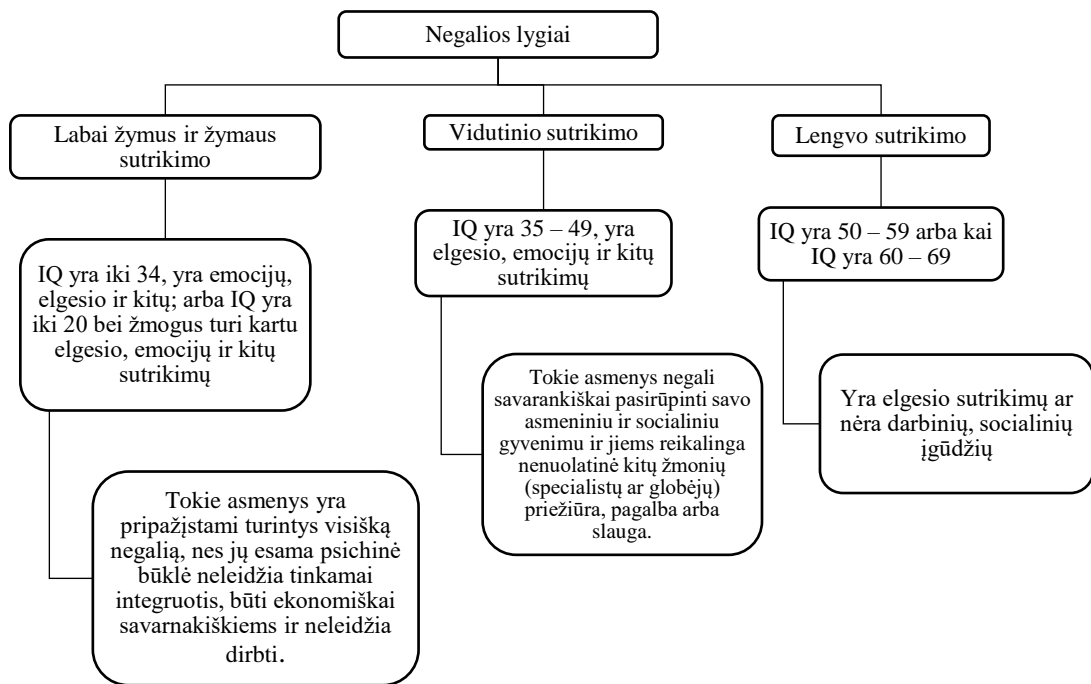 Negalios lygiai
Labai žymus ir žymaus
sutrikimo
Vidutinio sutrikimo
Lengvo sutrikimo
IQ yra iki 34, yra emocijų,
elgesio ir kitų; arba IQ yra
iki 20 bei žmogus turi kartu
elgesio, emocijų ir kitų
sutrikimų
IQ yra 35 – 49, yra
elgesio, emocijų ir kitų
sutrikimų
IQ yra 50 – 59 arba kai
IQ yra 60 – 69
Tokie asmenys yra
pripažįstami turintys visišką
negalią, nes jų esama psichinė
būklė neleidžia tinkamai
integruotis, būti ekonomiškai
savarnakiškiems ir neleidžia
dirbti.
Tokie asmenys negali
savarankiškai pasirūpinti savo
asmeniniu ir socialiniu
gyvenimu ir jiems reikalinga
nenuolatinė kitų žmonių
(specialistų ar globėjų)
priežiūra, pagalba arba
slauga.
Yra elgesio sutrikimų ar
nėra darbinių, socialinių
įgūdžių